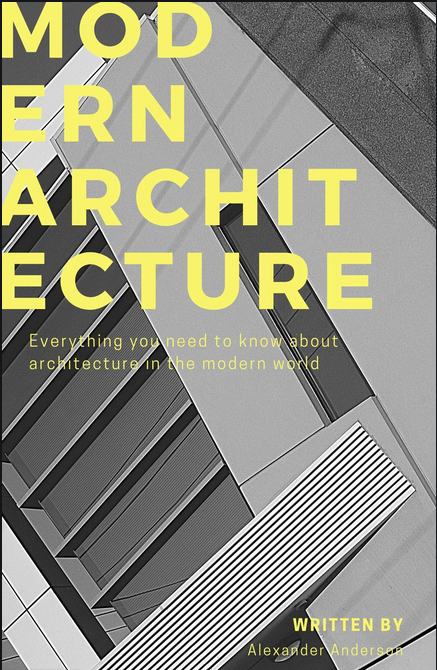 MOD
ERN
ARCHIT
ECTURE
Everything you need to know about
architecture in the modern world
WRITTEN BY
Alexander Anderson